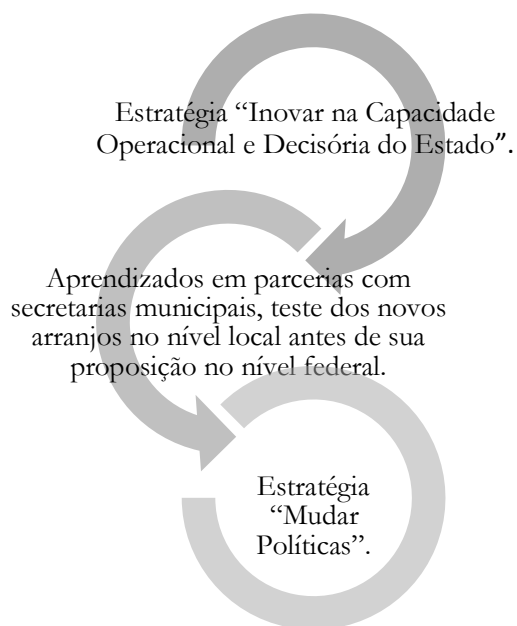 Estratégia “Inovar na Capacidade
Operacional e Decisória do Estado”.
Aprendizados em parcerias com
secretarias municipais, teste dos novos
arranjos no nível local antes de sua
proposição no nível federal.
Estratégia
“Mudar
Políticas”.